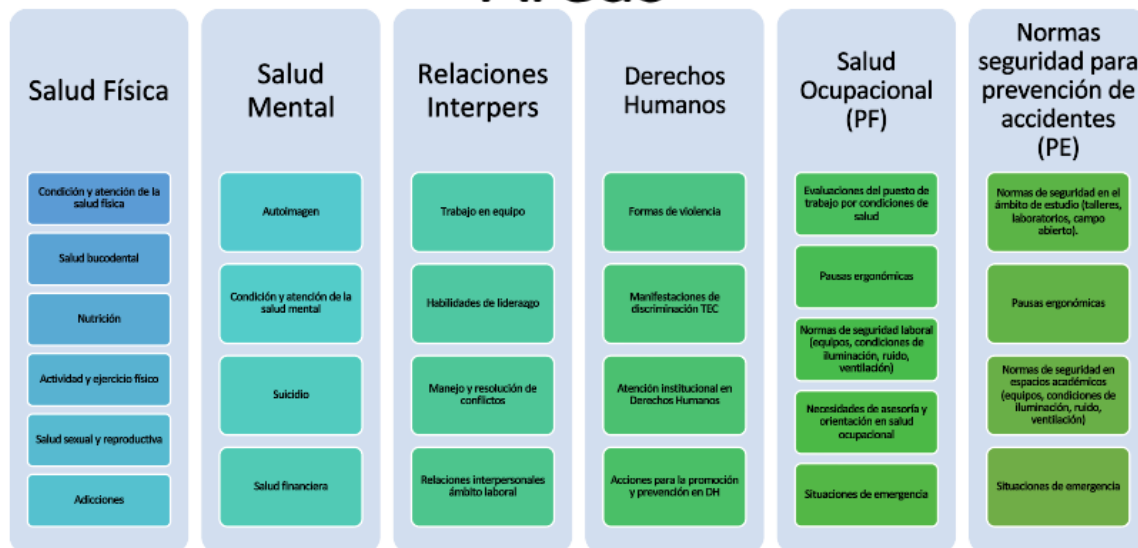 Salud Física
Condición y atención de la
salud física
Salud bucodental
Nutrición
Actividad y ejercicio físico
Salud sexual y reproductiva
Adicciones
Salud
Mental
Autoimagen
Condición y atención de la
salud mental
Suicidio
Salud financiera
Relaciones
Interpers
Trabajo en equipo
Habilidades de liderazgo
Manejo y resolución de
conflictos
Relaciones interpersonales
ámbito laboral
Derechos
Humanos
Formas de violencia
Manifestaciones de
discriminación TEC
Atención institucional en
Derechos Humanos
Acciones para la promoción
y prevención en DH
Salud
Ocupacional
(PF)
Evaluaciones del puesto de
trabajo por condiciones de
salud
Pausas ergonómicas
Normas de seguridad laboral
(equipos, condiciones de
iluminación, ruido,
ventilación)
Necesidades de asesoría y
orientación en salud
ocupacional
Situaciones de emergencia
Normas
seguridad para
prevención de
accidentes
(PE)
Normas de seguridad en el
ámbito de estudio (talleres,
laboratorios, campo
abierto).
Pausas ergonómicas
Normas de seguridad en
espacios académicos
(equipos, condiciones de
iluminación, ruido,
ventilación)
Situaciones de emergencia